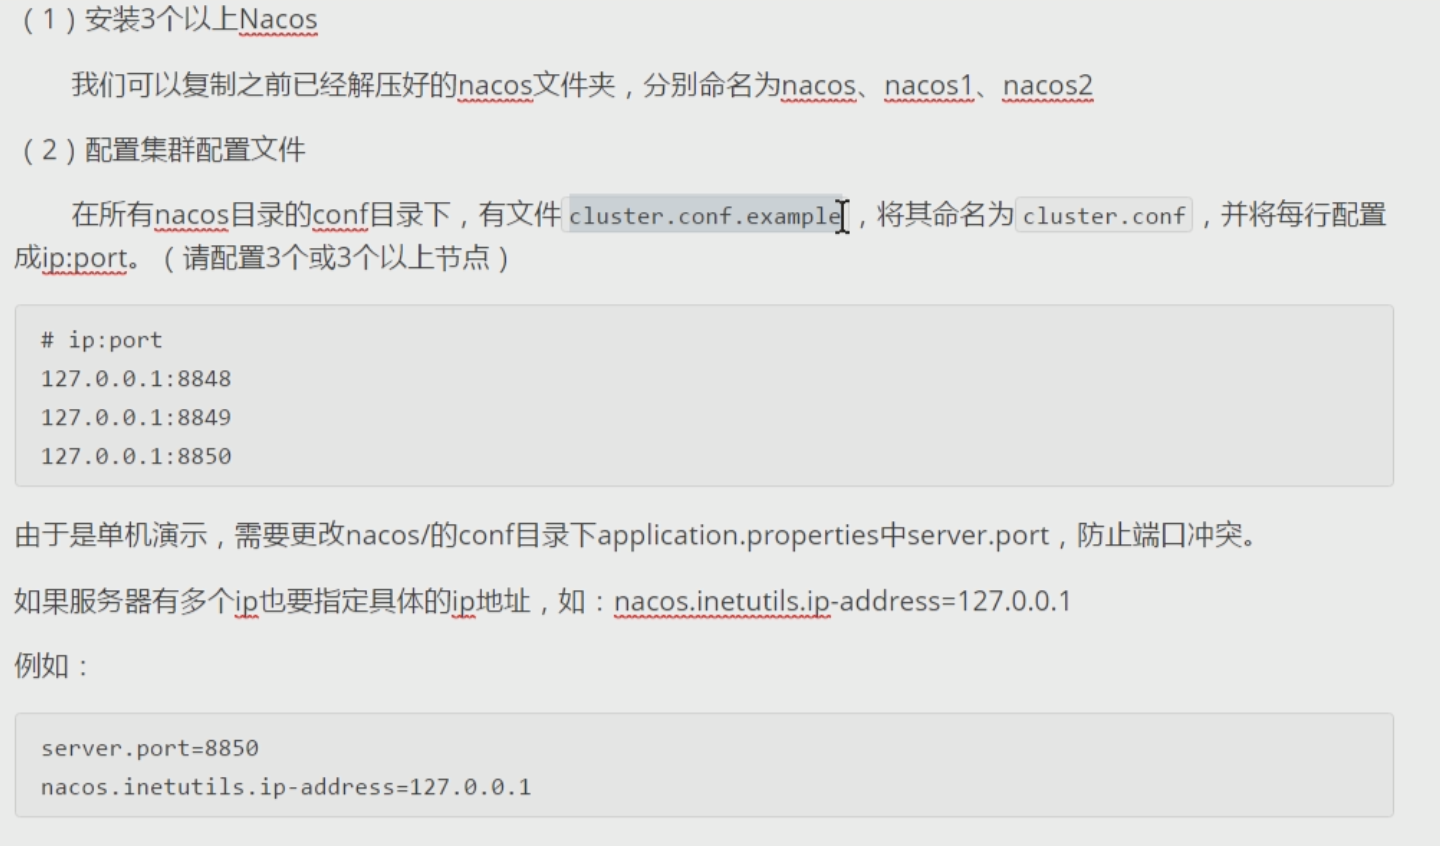 （1）安装3个以上Nacos
我们可以复制之前已经解压好的nacos文件夹，分别命名为nacos、nacos1、nacos2
（2）配置集群配置文件
在所有nacos目录的conf目录下，有文件 cluster.conf.example ，将其命名为 cluster.conf ，并将每行配置
成ip:port。（请配置3个或3个以上节点）
# ip:port
127.0.0.1:8848
127.0.0.1:8849
127.0.0.1:8850
由于是单机演示，需要更改nacos/的conf目录下application.properties中server.port，防止端口冲突。
如果服务器有多个ip也要指定具体的ip地址，如：nacos.inetutils.ip-address=127.0.0.1
例如：
server.port=8850
nacos.inetutils.ip-address=127.0.0.1